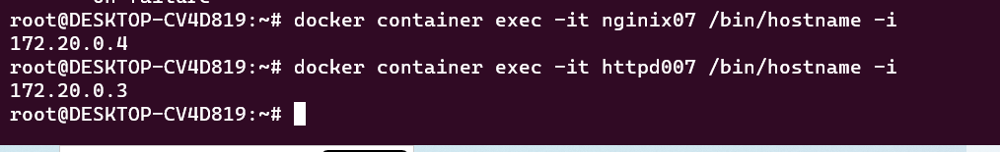 root@DESKTOP-CV4D819:~# docker container exec -it nginix07 /bin/hostname -i
172.20.0.4
root@DESKTOP-CV4D819:~# docker container exec -it httpd007 /bin/hostname -i
172.20.0.3
root@DESKTOP-CV4D819:~#